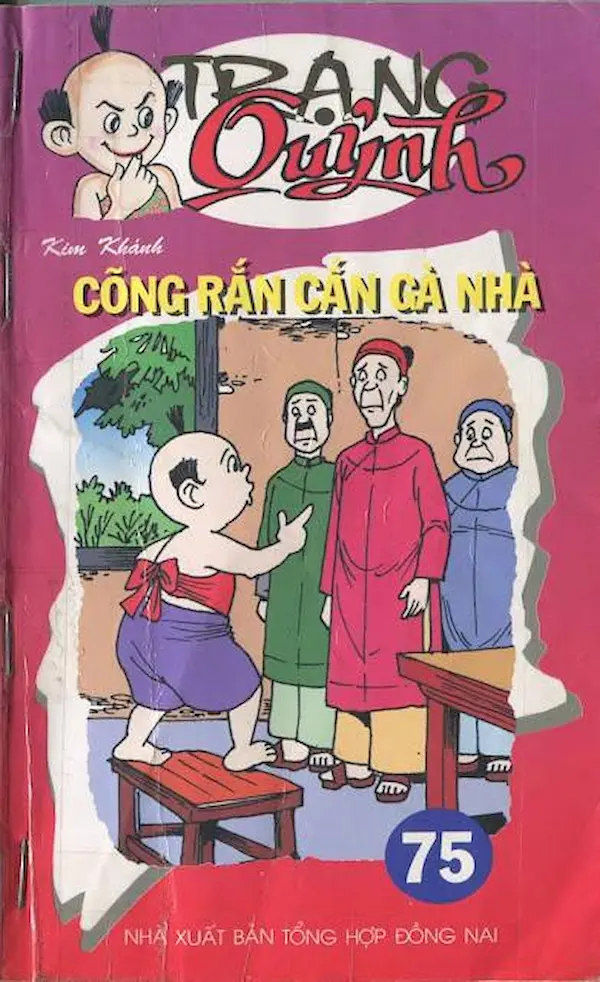 TRẠNG
Quỷnh
Kim Khánh
CÕNG RẮN CẮN GÀ NHÀ
75
NHÀ XUẤT BẢN TỔNG HỢP ĐỒNG NAI